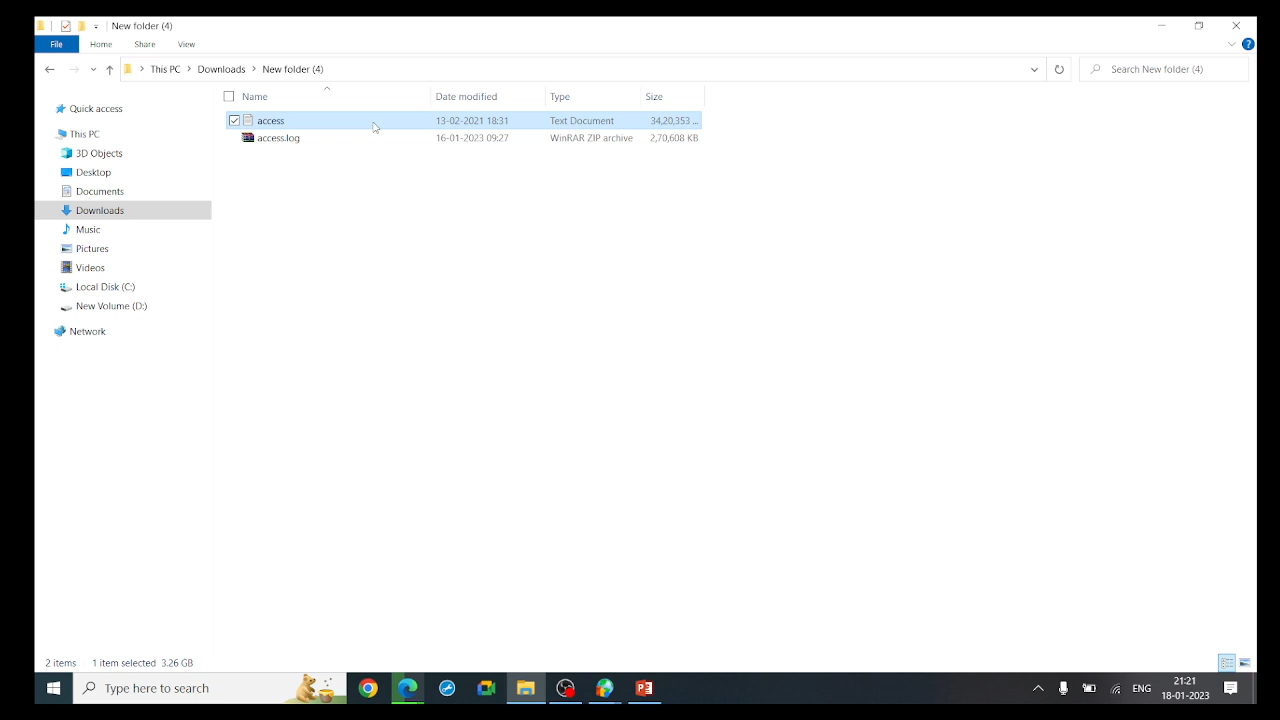 New folder (4)
File Home Share View
This PC Downloads New folder (4)
Search New folder (4)
Name Date modified Type Size
access 13-02-2021 18:31 Text Document 34,20,353 ...
access.log 16-01-2023 09:27 WinRAR ZIP archive 2,70,608 KB
Quick access
This PC
3D Objects
Desktop
Documents
Downloads
Music
Pictures
Videos
Local Disk (C:)
New Volume (D:)
Network
2 items 1 item selected 3.26 GB
Type here to search
ENG
21:21
18-01-2023